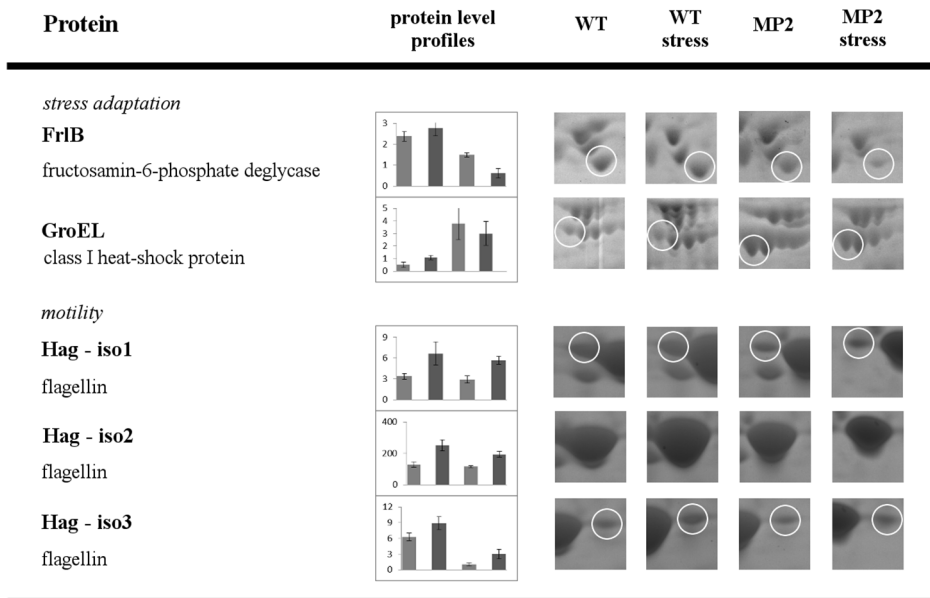 Protein
protein level
profiles
WT
WT
stress
MP2
MP2
stress
stress adaptation
FrlB
fructosamin-6-phosphate deglycase
3
2
1
0
GroEL
class I heat-shock protein
5
4
3
2
1
0
motility
Hag - iso1
flagellin
9
6
3
0
Hag - iso2
flagellin
400
200
0
Hag - iso3
flagellin
12
9
6
3
0